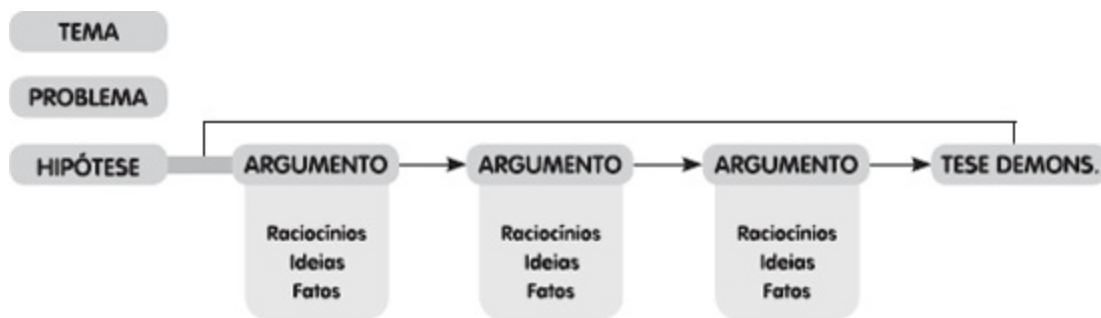 TEMA
PROBLEMA
HIPÓTESE ARGUMENTO ARGUMENTO ARGUMENTO TESE DEMONS.
Raciocínios Raciocínios Raciocínios
Ideias Ideias Ideias
Fatos Fatos Fatos